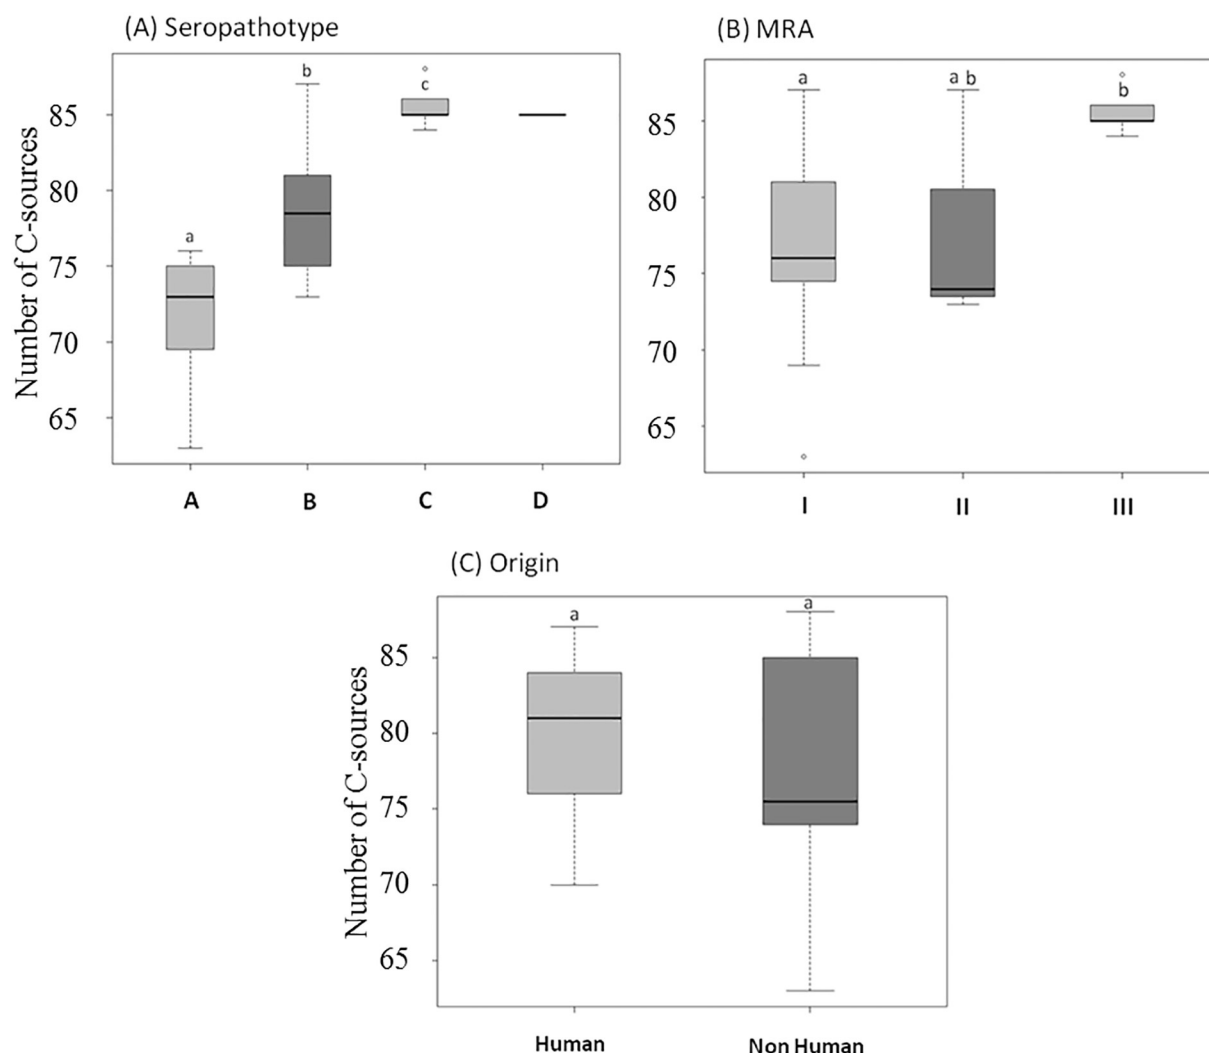 (A) Seropathotype
Number of C-sources
85
80
75
70
65
a
b
c
A
B
C
D
(B) MRA
85
80
75
70
65
a
a b
b
I
II
III
(C) Origin
Number of C-sources
85
80
75
70
65
a
a
Human
Non Human